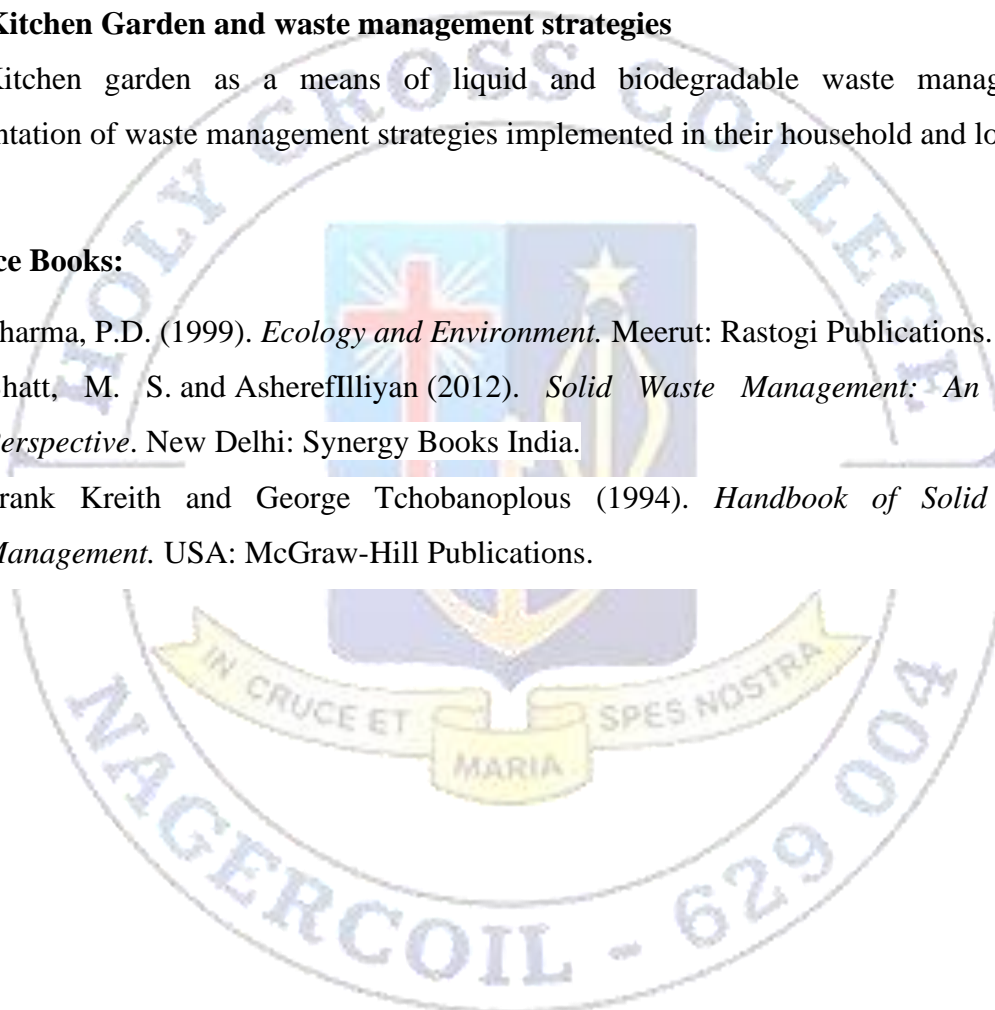 Kitchen Garden and waste management strategies
Kitchen garden as a means of liquid and biodegradable waste manag
ntation of waste management strategies implemented in their household and lo
ce Books:
harma, P.D. (1999). Ecology and Environment. Meerut: Rastogi Publications.
hatt, M. S. and AsherefIlliyan (2012). Solid Waste Management: An
Perspective. New Delhi: Synergy Books India.
rank Kreith and George Tchobanoplous (1994). Handbook of Solid
Management. USA: McGraw-Hill Publications.
HOLY CROSS COLLEGE
IN CRUCE ET MARIA SPES NOSTRA
NAGERCOIL - 629 004